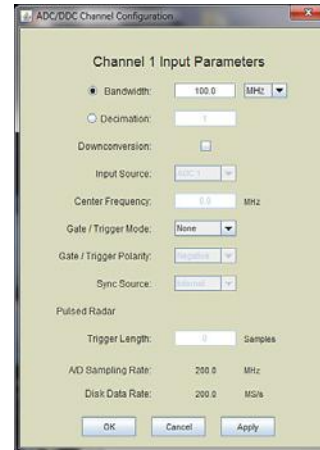 ADC/DDC Channel Configuration
Channel 1 Input Parameters
Bandwidth: 100.0 MHz
Decimation: 1
Downconversion:
Input Source: ADC 1
Center Frequency: 0.0 MHz
Gate / Trigger Mode: None
Gate / Trigger Polarity: Negative
Sync Source: Internal
Pulsed Radar
Trigger Length: 0 Samples
A/D Sampling Rate: 200.0 MHz
Disk Data Rate: 200.0 MS/s
OK Cancel Apply